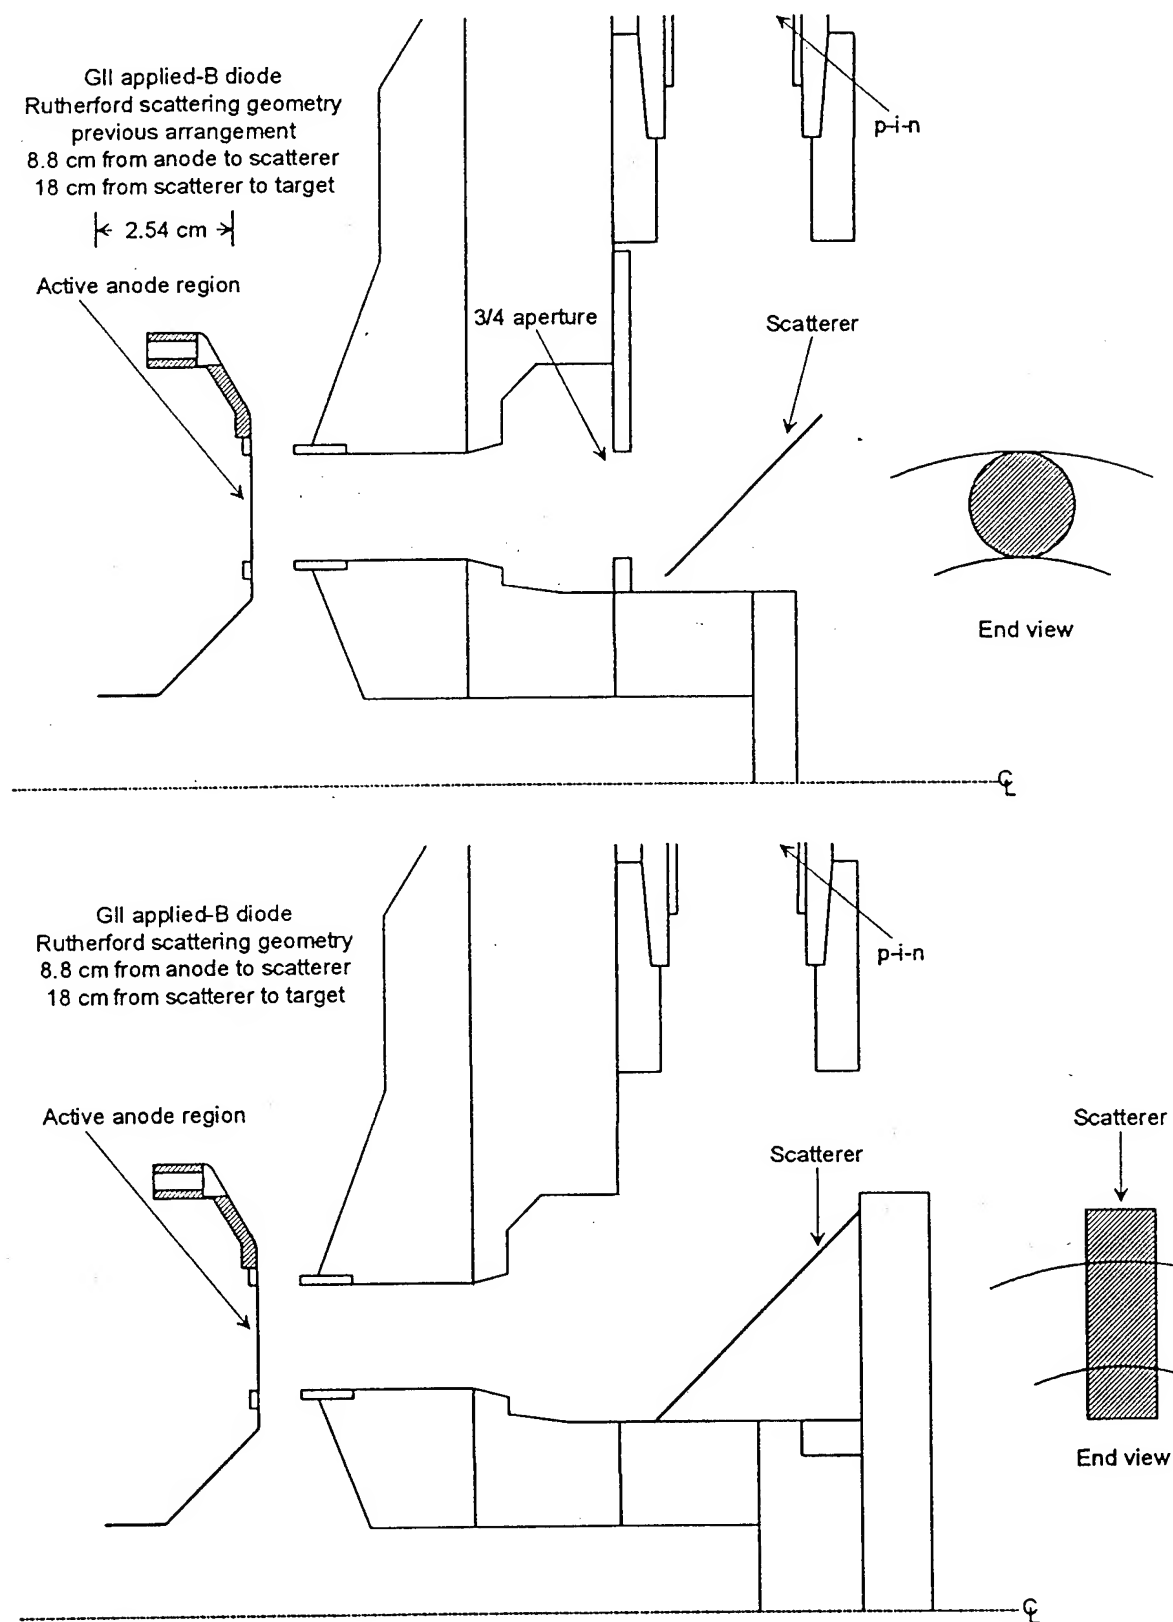 GII applied-B diode
Rutherford scattering geometry
previous arrangement
8.8 cm from anode to scatterer
18 cm from scatterer to target
2.54 cm
Active anode region
3/4 aperture
Scatterer
p-i-n
End view
℄
GII applied-B diode
Rutherford scattering geometry
8.8 cm from anode to scatterer
18 cm from scatterer to target
Active anode region
Scatterer
p-i-n
Scatterer
End view
℄